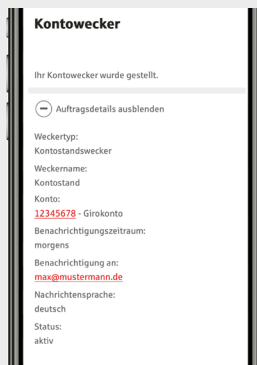 Kontowecker
Ihr Kontowecker wurde gestellt.
Auftragsdetails ausblenden
Weckertyp:
Kontostandswecker
Weckername:
Kontostand
Konto:
12345678 - Girokonto
Benachrichtigungszeitraum:
morgens
Benachrichtigung an:
max@mustermann.de
Nachrichtensprache:
deutsch
Status:
aktiv